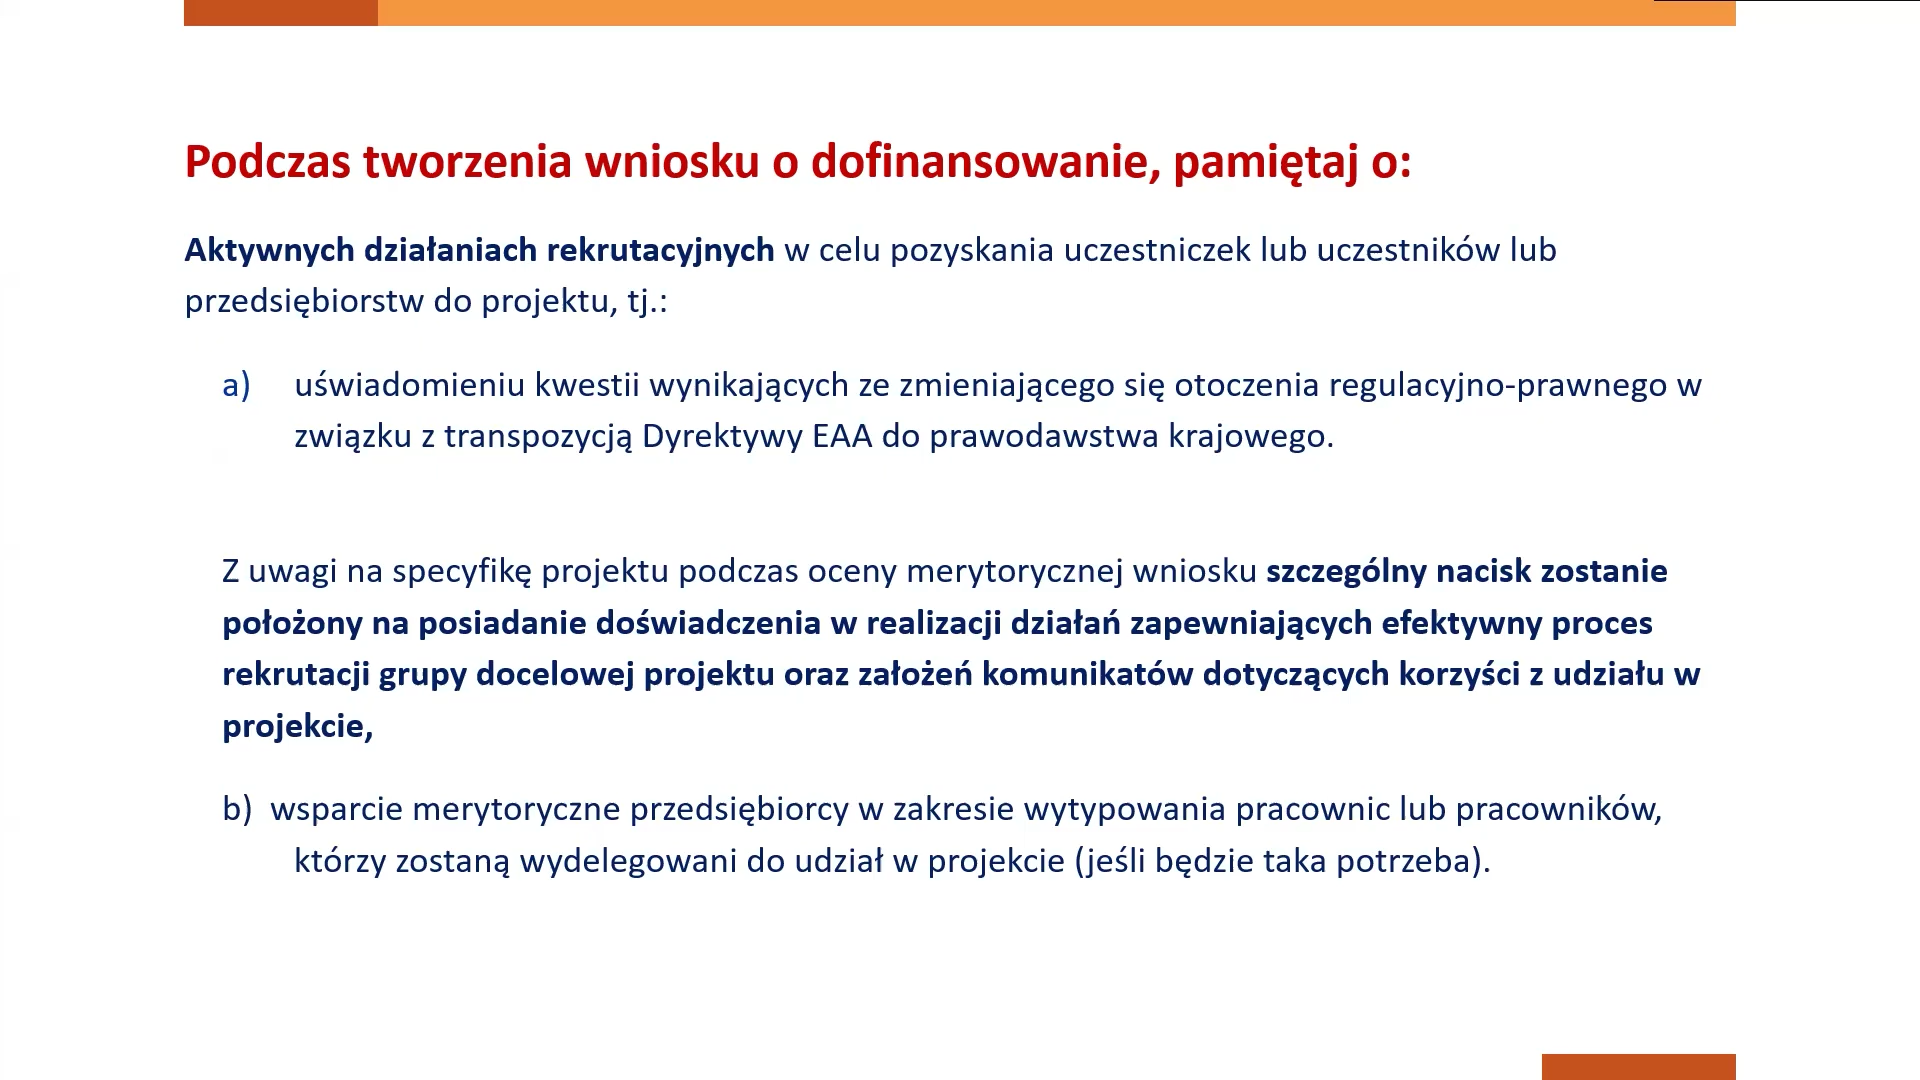 Podczas tworzenia wniosku o dofinansowanie, pamiętaj o:
Aktywnych działaniach rekrutacyjnych w celu pozyskania uczestniczek lub uczestników lub
przedsiębiorstw do projektu, tj.:
a) uświadomieniu kwestii wynikających ze zmieniającego się otoczenia regulacyjno-prawnego w
związku z transpozycją Dyrektywy EAA do prawodawstwa krajowego.
Z uwagi na specyfikę projektu podczas oceny merytorycznej wniosku szczególny nacisk zostanie
położony na posiadanie doświadczenia w realizacji działań zapewniających efektywny proces
rekrutacji grupy docelowej projektu oraz założeń komunikatów dotyczących korzyści z udziału w
projekcie,
b) wsparcie merytoryczne przedsiębiorcy w zakresie wytypowania pracownic lub pracowników,
którzy zostaną wydelegowani do udział w projekcie (jeśli będzie taka potrzeba).